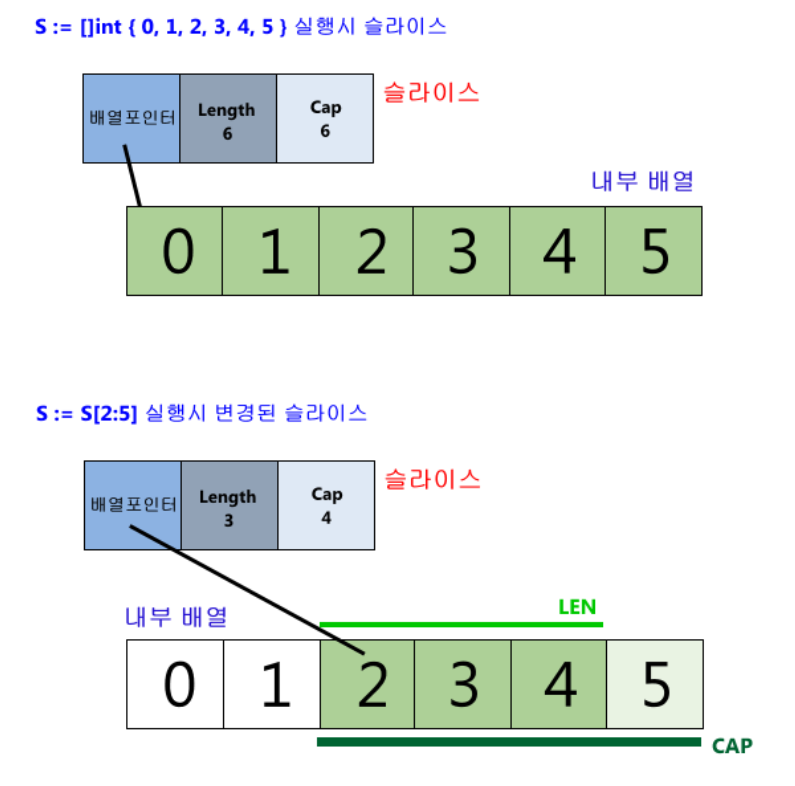 S := []int { 0, 1, 2, 3, 4, 5 } 실행시 슬라이스
배열포인터
Length
6
Cap
6
슬라이스
내부 배열
0 1 2 3 4 5
S := S[2:5] 실행시 변경된 슬라이스
배열포인터
Length
3
Cap
4
슬라이스
내부 배열
LEN
0 1 2 3 4 5
CAP